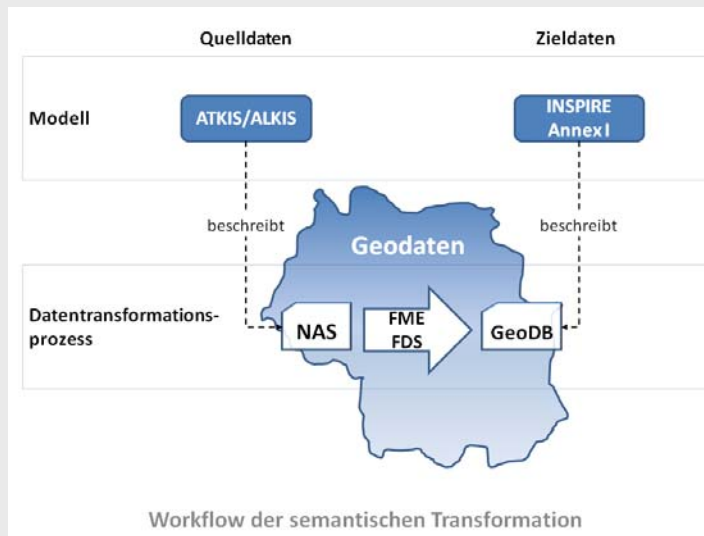 Quelldaten
Zieldaten
Modell
ATKIS/ALKIS
INSPIRE
Annex I
beschreibt
beschreibt
Geodaten
Datentransformations-
prozess
NAS
FME
FDS
GeoDB
Workflow der semantischen Transformation